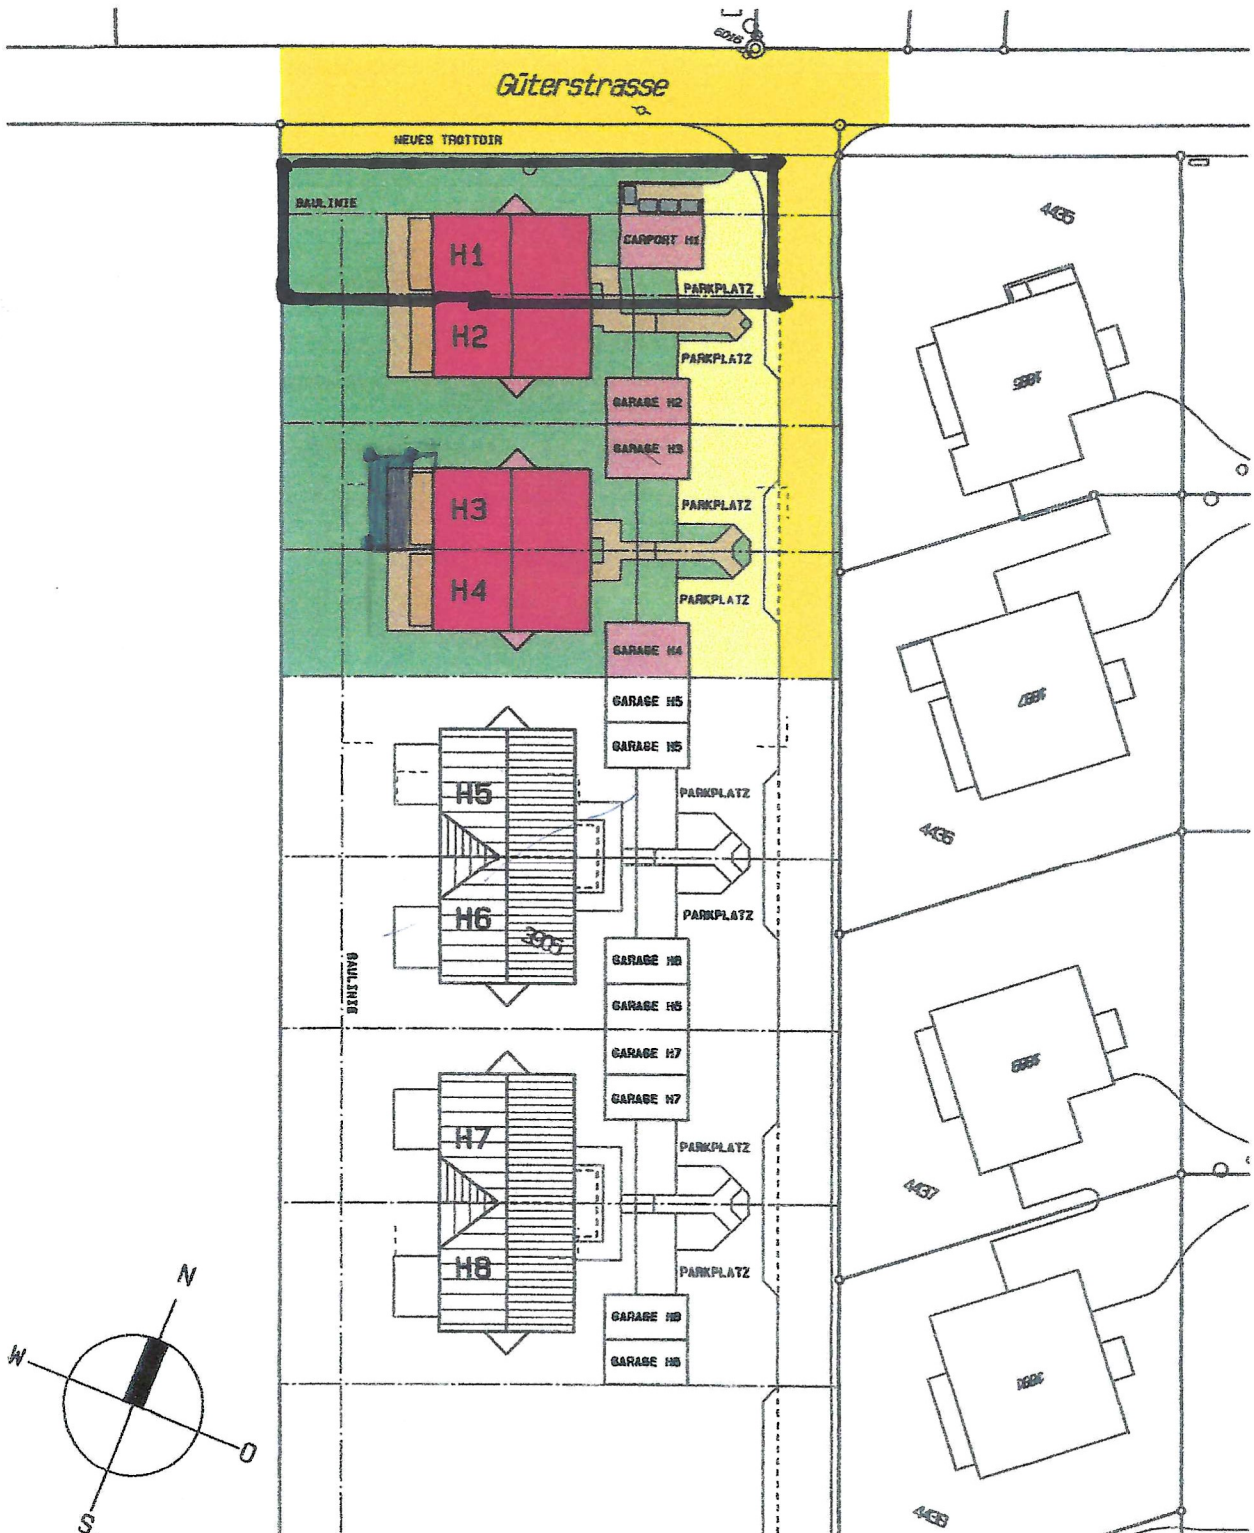 6016
Güterstrasse
NEUES TROTTOIR
BAULINIE
4435
H1
CARPORT H1
PARKPLATZ
H2
PARKPLATZ
GARAGE H2
GARAGE H3
H3
PARKPLATZ
H4
PARKPLATZ
GARAGE H4
GARAGE H5
GARAGE H5
H5
PARKPLATZ
4436
H6
PARKPLATZ
3905
GARAGE H6
BAULINIE
GARAGE H6
GARAGE H7
GARAGE H7
H7
PARKPLATZ
4437
H8
PARKPLATZ
GARAGE H8
GARAGE H8
N
W
O
S
4438